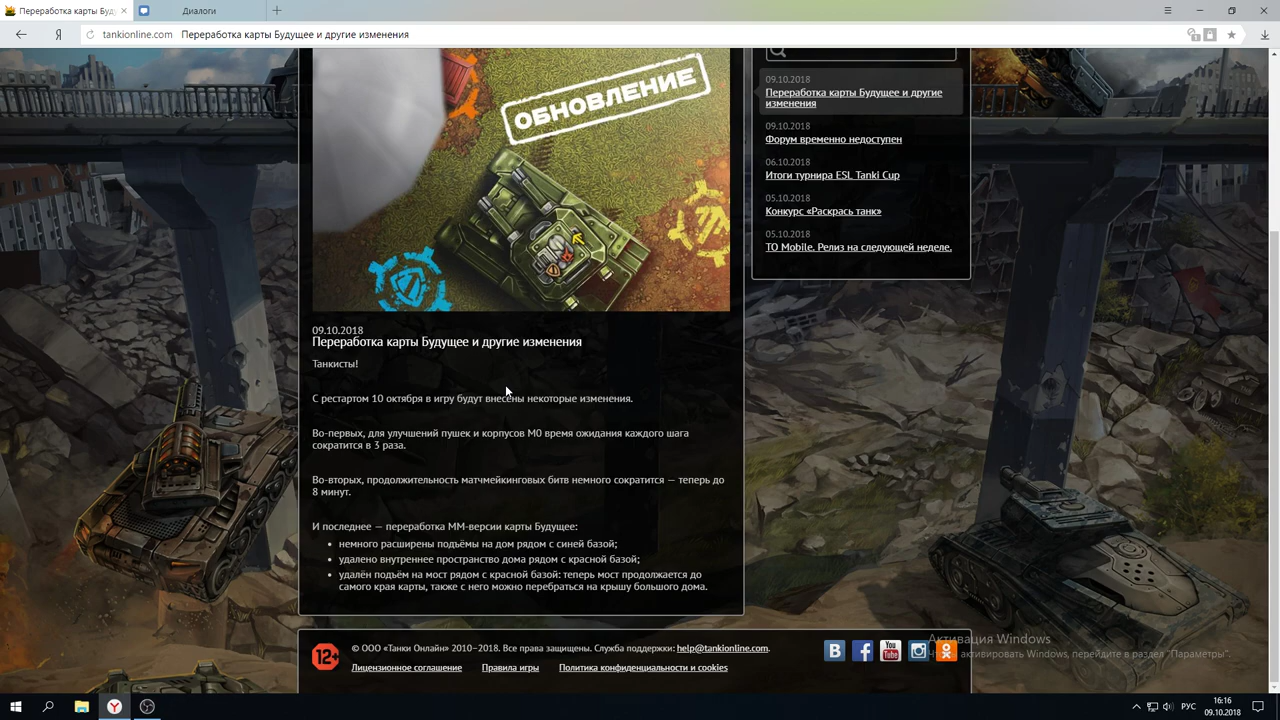 Переработка карты Буду
Диалоги
Я
tankionline.com Переработка карты Будущее и другие изменения
ОБНОВЛЕНИЕ
09.10.2018
Переработка карты Будущее и другие
изменения
09.10.2018
Форум временно недоступен
06.10.2018
Итоги турнира ESL Tanki Cup
05.10.2018
Конкурс «Раскрась танк»
05.10.2018
ТО Mobile. Релиз на следующей неделе.
09.10.2018
Переработка карты Будущее и другие изменения
Танкисты!
С рестартом 10 октября в игру будут внесены некоторые изменения.
Во-первых, для улучшений пушек и корпусов М0 время ожидания каждого шага
сократится в 3 раза.
Во-вторых, продолжительность матчмейкинговых битв немного сократится — теперь до
8 минут.
И последнее — переработка ММ-версии карты Будущее:
• немного расширены подъёмы на дом рядом с синей базой;
• удалено внутреннее пространство дома рядом с красной базой;
• удалён подъём на мост рядом с красной базой: теперь мост продолжается до
самого края карты, также с него можно перебраться на крышу большого дома.
12+
© ООО «Танки Онлайн» 2010–2018. Все права защищены. Служба поддержки: help@tankionline.com.
Лицензионное соглашение Правила игры Политика конфиденциальности и cookies
You Tube
Активация Windows
активировать Windows, перейдите в раздел "Параметры".
РУС
16:16
09.10.2018